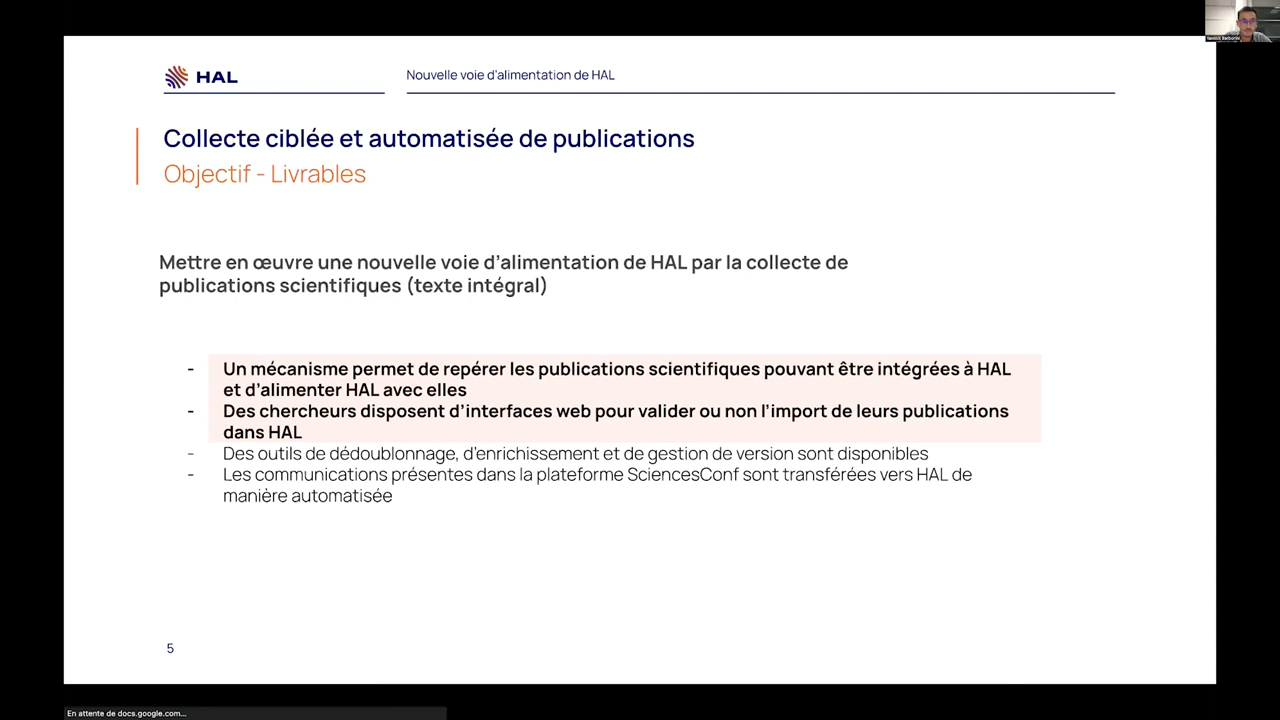 Yannick Barborini
HAL
Nouvelle voie d'alimentation de HAL
Collecte ciblée et automatisée de publications
Objectif - Livrables
Mettre en œuvre une nouvelle voie d'alimentation de HAL par la collecte de
publications scientifiques (texte intégral)
- Un mécanisme permet de repérer les publications scientifiques pouvant être intégrées à HAL
et d'alimenter HAL avec elles
- Des chercheurs disposent d'interfaces web pour valider ou non l'import de leurs publications
dans HAL
- Des outils de dédoublonnage, d'enrichissement et de gestion de version sont disponibles
- Les communications présentes dans la plateforme SciencesConf sont transférées vers HAL de
manière automatisée
5
En attente de docs.google.com...